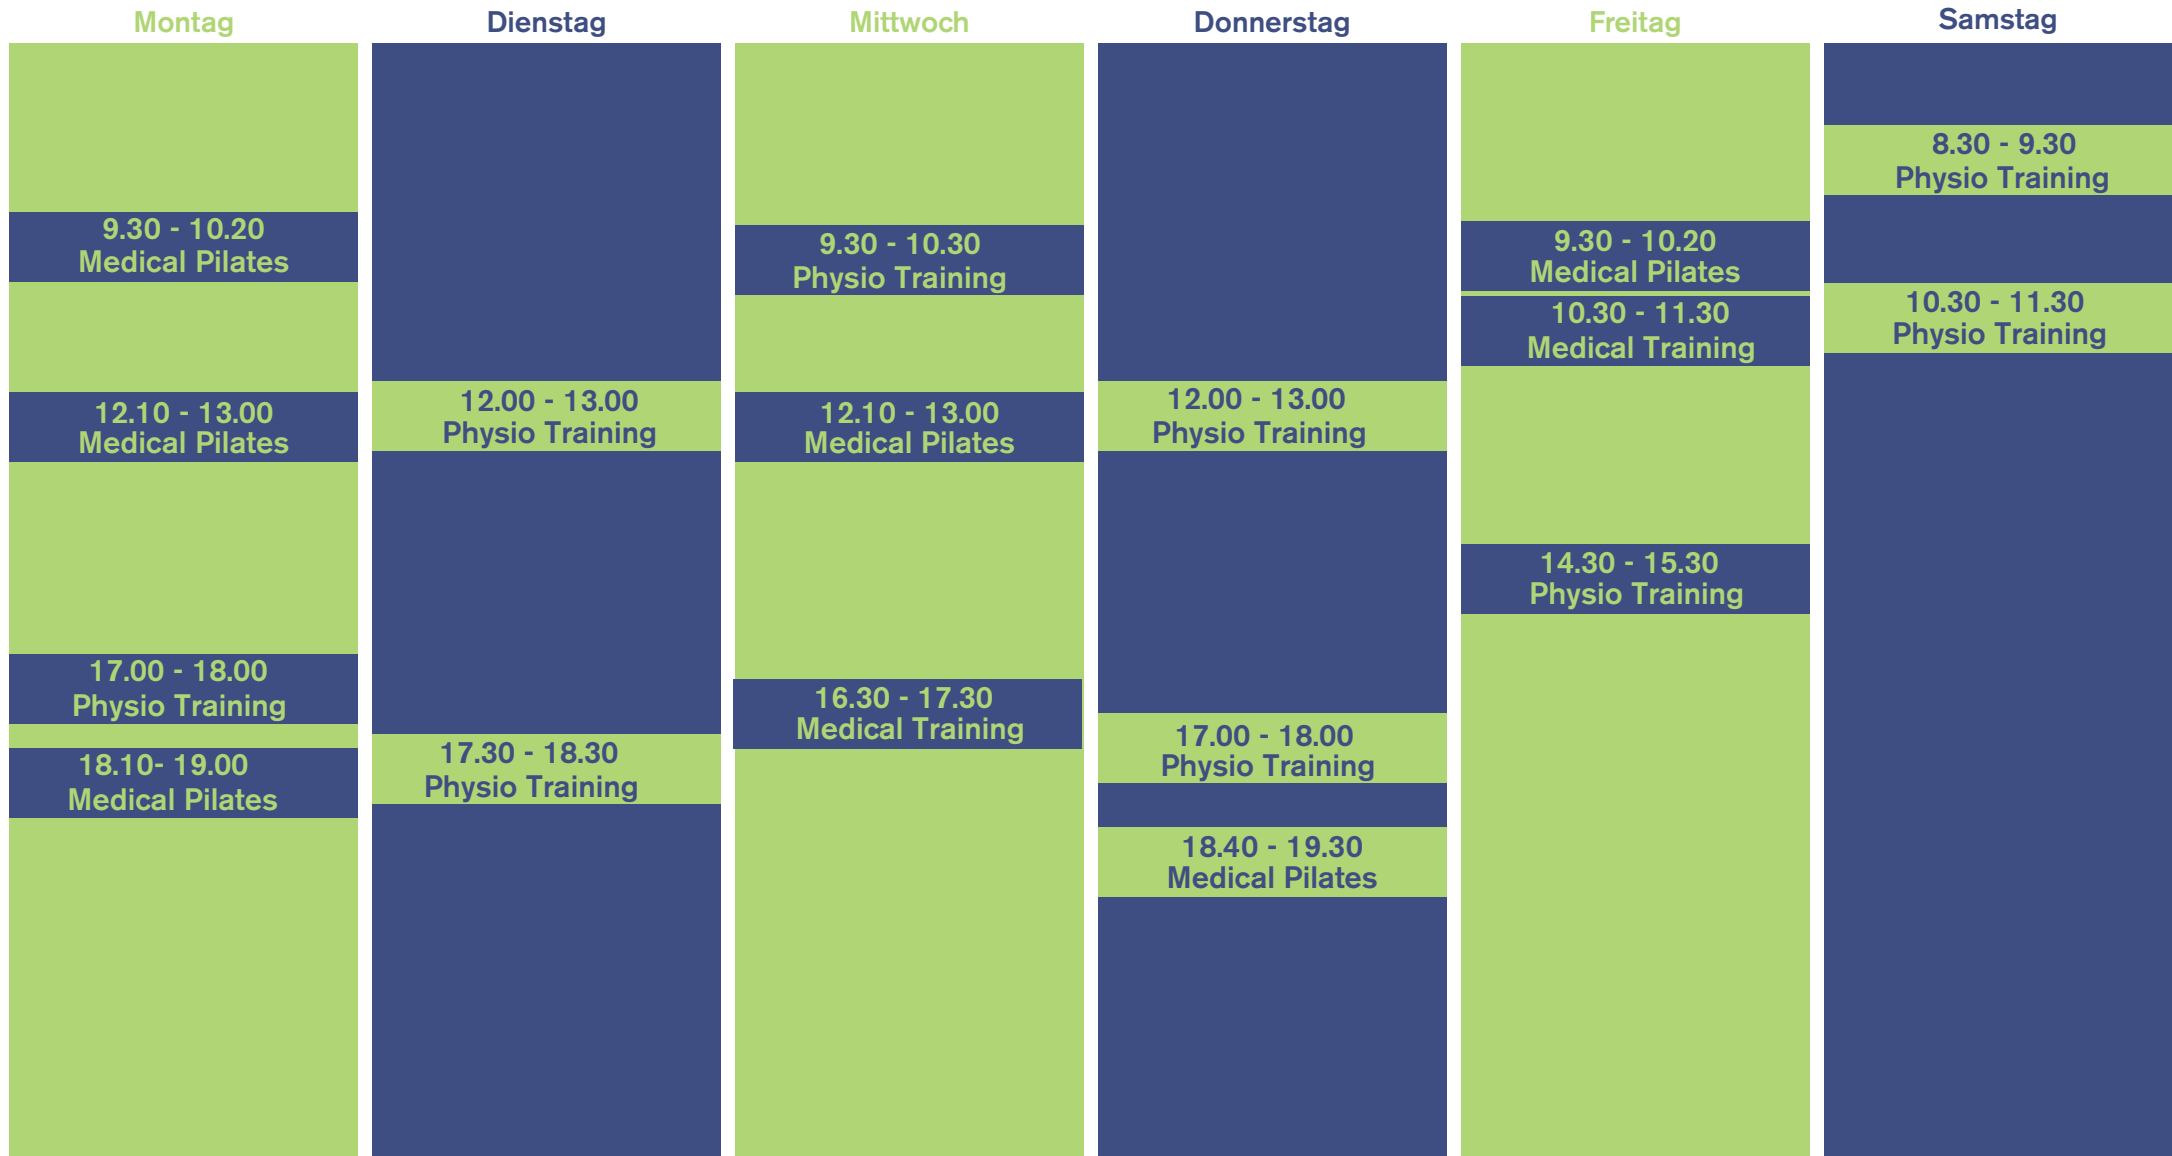 Montag
9.30 - 10.20
Medical Pilates
12.10 - 13.00
Medical Pilates
17.00 - 18.00
Physio Training
18.10- 19.00
Medical Pilates
Dienstag
12.00 - 13.00
Physio Training
17.30 - 18.30
Physio Training
Mittwoch
9.30 - 10.30
Physio Training
12.10 - 13.00
Medical Pilates
16.30 - 17.30
Medical Training
Donnerstag
12.00 - 13.00
Physio Training
17.00 - 18.00
Physio Training
18.40 - 19.30
Medical Pilates
Freitag
9.30 - 10.20
Medical Pilates
10.30 - 11.30
Medical Training
14.30 - 15.30
Physio Training
Samstag
8.30 - 9.30
Physio Training
10.30 - 11.30
Physio Training